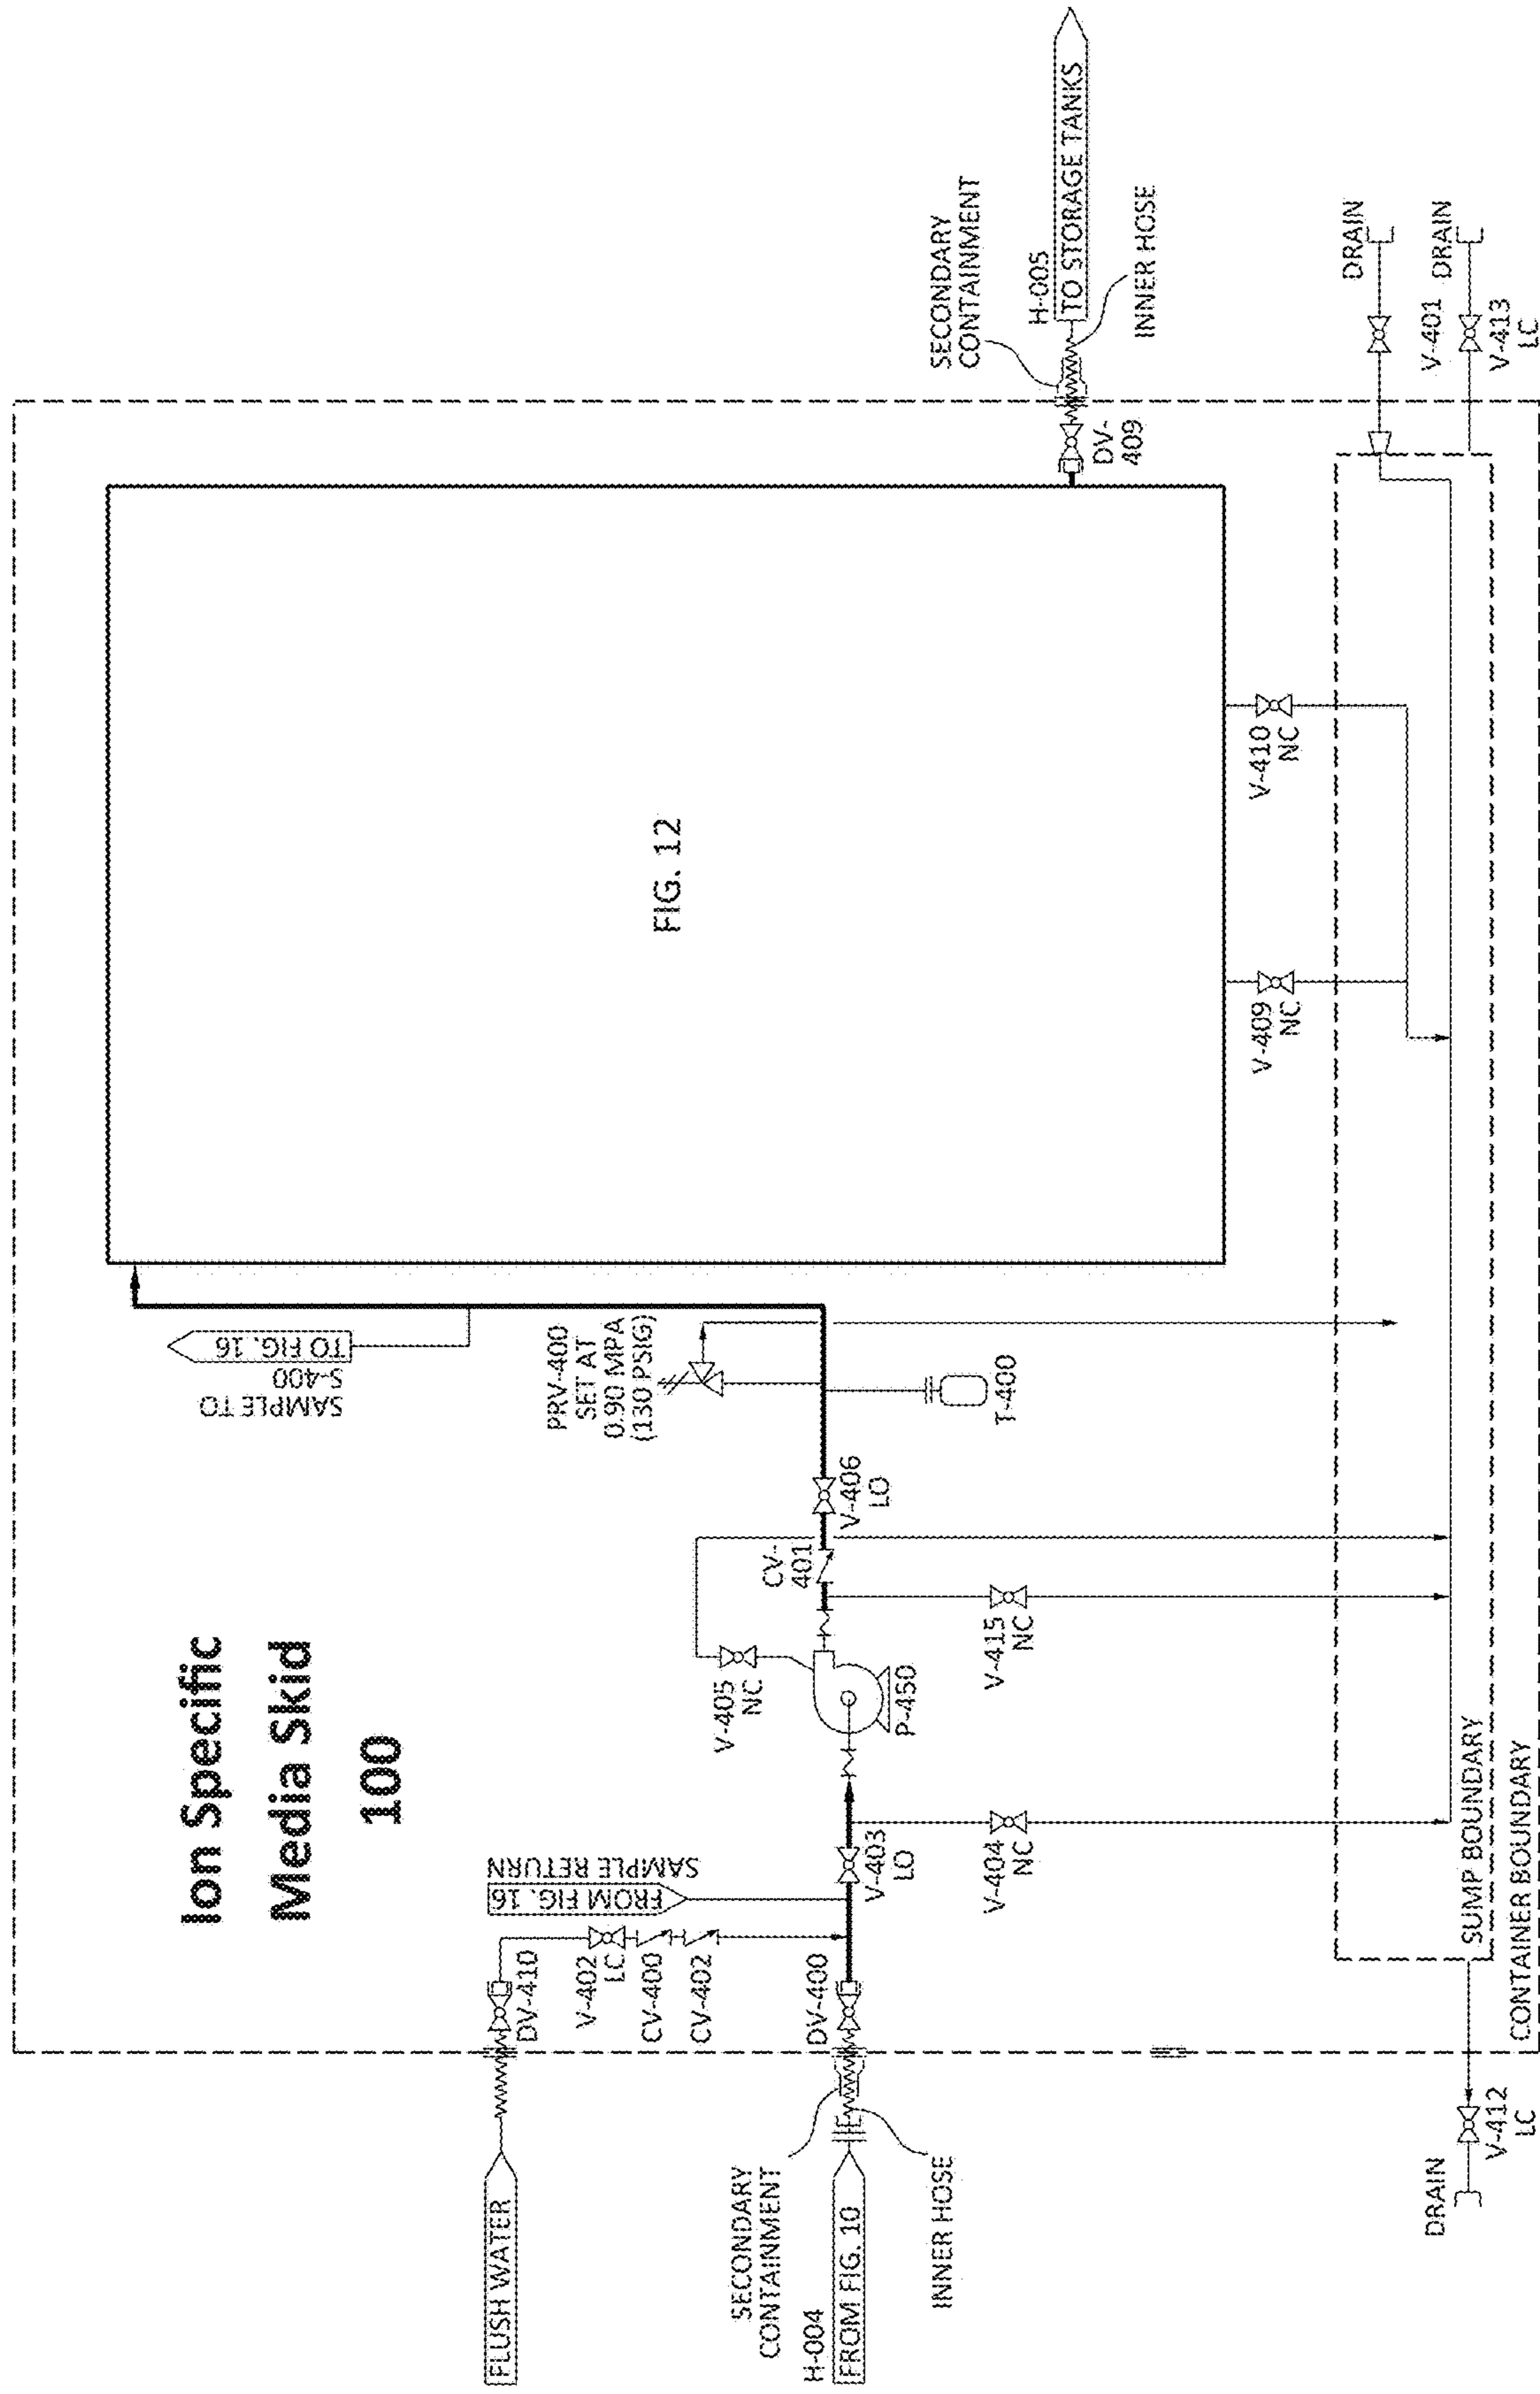 Ion Specific
Media Skid
100
FLUSH WATER
DV-410
V-402
LC
CV-400
CV-402
FROM FIG. 16
SAMPLE RETURN
SECONDARY
CONTAINMENT
H-004
FROM FIG. 10
INNER HOSE
DV-400
V-403
LO
V-404
NC
V-405
NC
P-450
V-415
NC
CV-
401
V-406
LO
PRV-400
SET AT
0.90 MPA
(130 PSIG)
T-400
SAMPLE TO
S-400
TO FIG. 16
FIG. 12
V-409
NC
V-410
NC
DV-
409
SECONDARY
CONTAINMENT
H-005
TO STORAGE TANKS
INNER HOSE
DRAIN
V-401
DRAIN
V-413
LC
SUMP BOUNDARY
CONTAINER BOUNDARY
DRAIN
V-412
LC